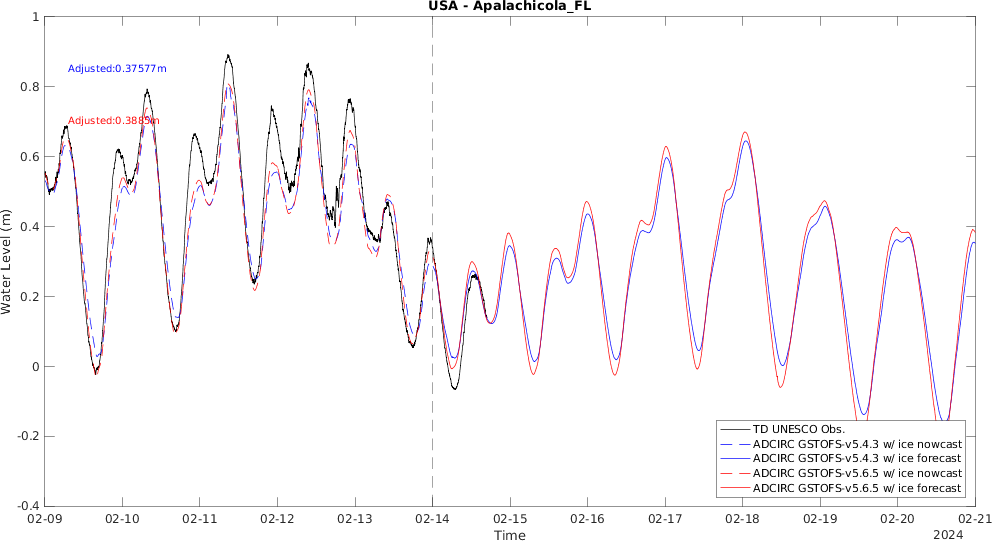 USA - Apalachicola_FL
Adjusted:0.37577m
Adjusted:0.3885m
Water Level (m)
1
0.8
0.6
0.4
0.2
0
-0.2
-0.4
TD UNESCO Obs.
ADCIRC GSTOFS-v5.4.3 w/ ice nowcast
ADCIRC GSTOFS-v5.4.3 w/ ice forecast
ADCIRC GSTOFS-v5.6.5 w/ ice nowcast
ADCIRC GSTOFS-v5.6.5 w/ ice forecast
02-09 02-10 02-11 02-12 02-13 02-14 02-15 02-16 02-17 02-18 02-19 02-20 02-21
Time
2024